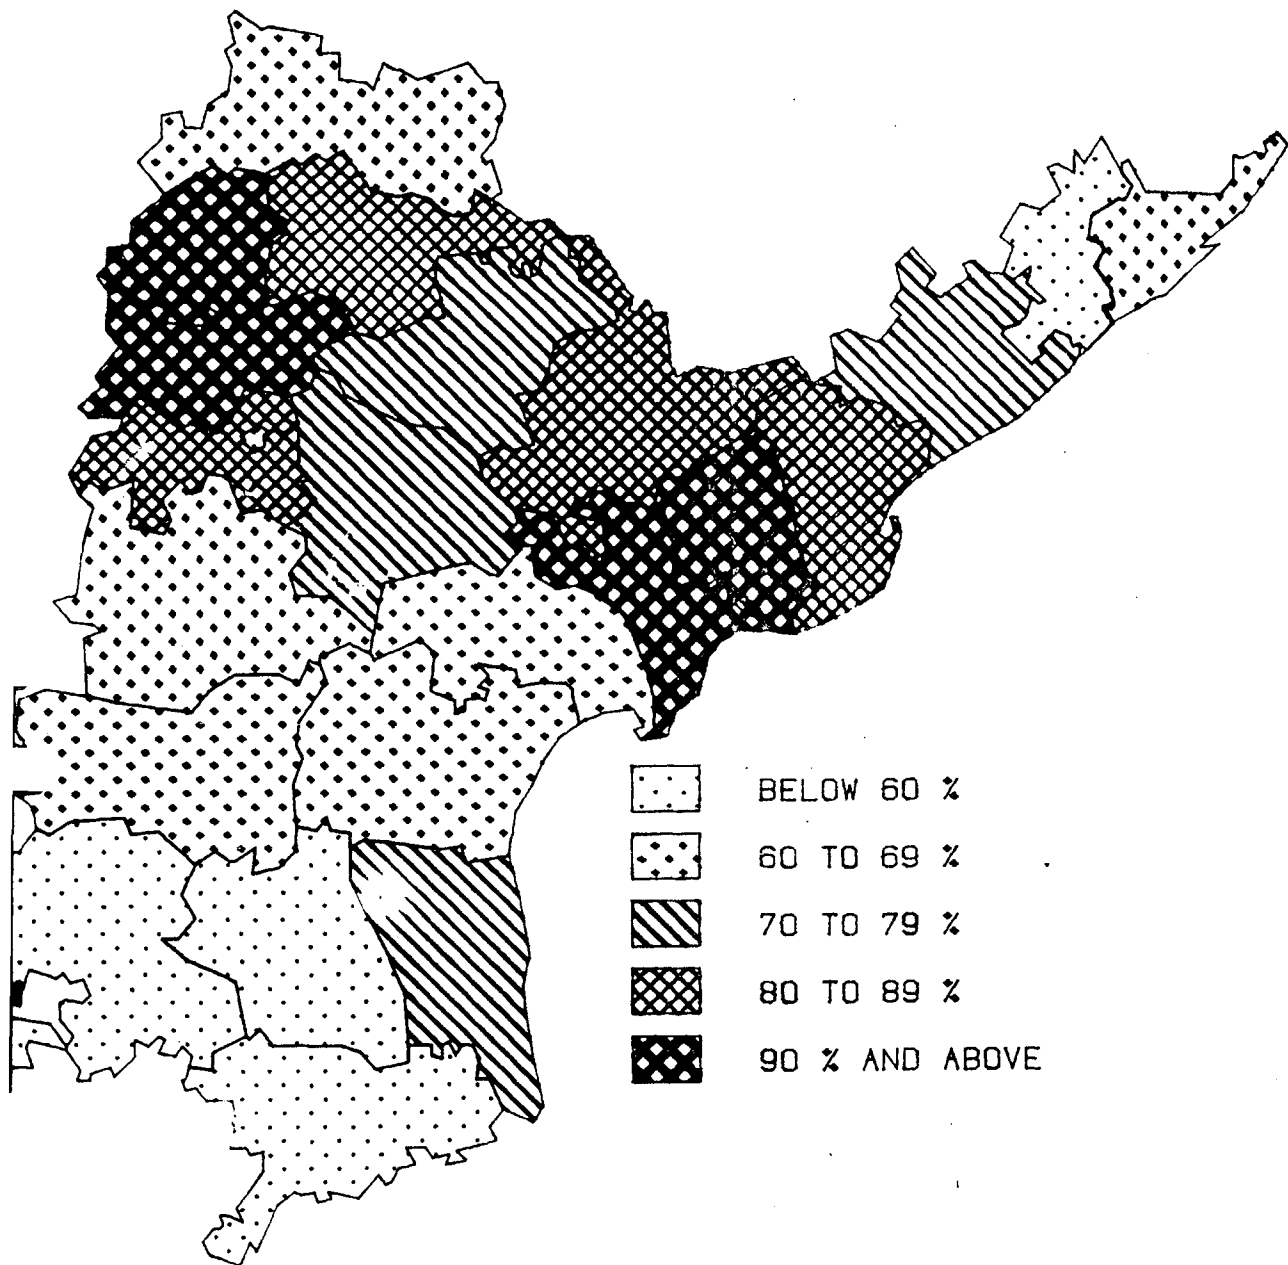 BELOW 60 %
60 TO 69 %
70 TO 79 %
80 TO 89 %
90 % AND ABOVE